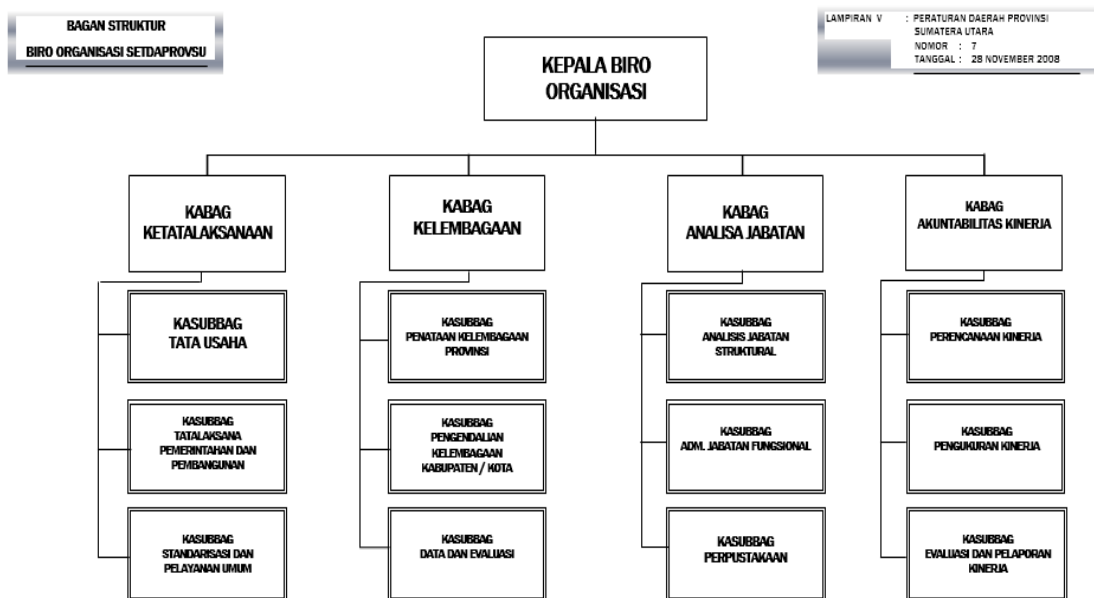 BAGAN STRUKTUR
BIRO ORGANISASI SETDAPROVSU
LAMPIRAN V : PERATURAN DAERAH PROVINSI
SUMATERA UTARA
NOMOR : 7
TANGGAL : 28 NOVEMBER 2008
KEPALA BIRO
ORGANISASI
KABAG
KETATALAKSANAAN
KABAG
KELEMBAGAAN
KABAG
ANALISA JABATAN
KABAG
AKUNTABILITAS KINERJA
KASUBBAG
TATA USAHA
KASUBBAG
PENATAAN KELEMBAGAAN
PROVINSI
KASUBBAG
ANALISIS JABATAN
STRUKTURAL
KASUBBAG
PERENCANAAN KINERJA
KASUBBAG
TATALAKSANA
PEMERINTAHAN DAN
PEMBANGUNAN
KASUBBAG
PENGENDALIAN
KELEMBAGAAN
KABUPATEN / KOTA
KASUBBAG
ADM. JABATAN FUNGSIONAL
KASUBBAG
PENGUKURAN KINERJA
KASUBBAG
STANDARISASI DAN
PELAYANAN UMUM
KASUBBAG
DATA DAN EVALUASI
KASUBBAG
PERPUSTAKAAN
KASUBBAG
EVALUASI DAN PELAPORAN
KINERJA